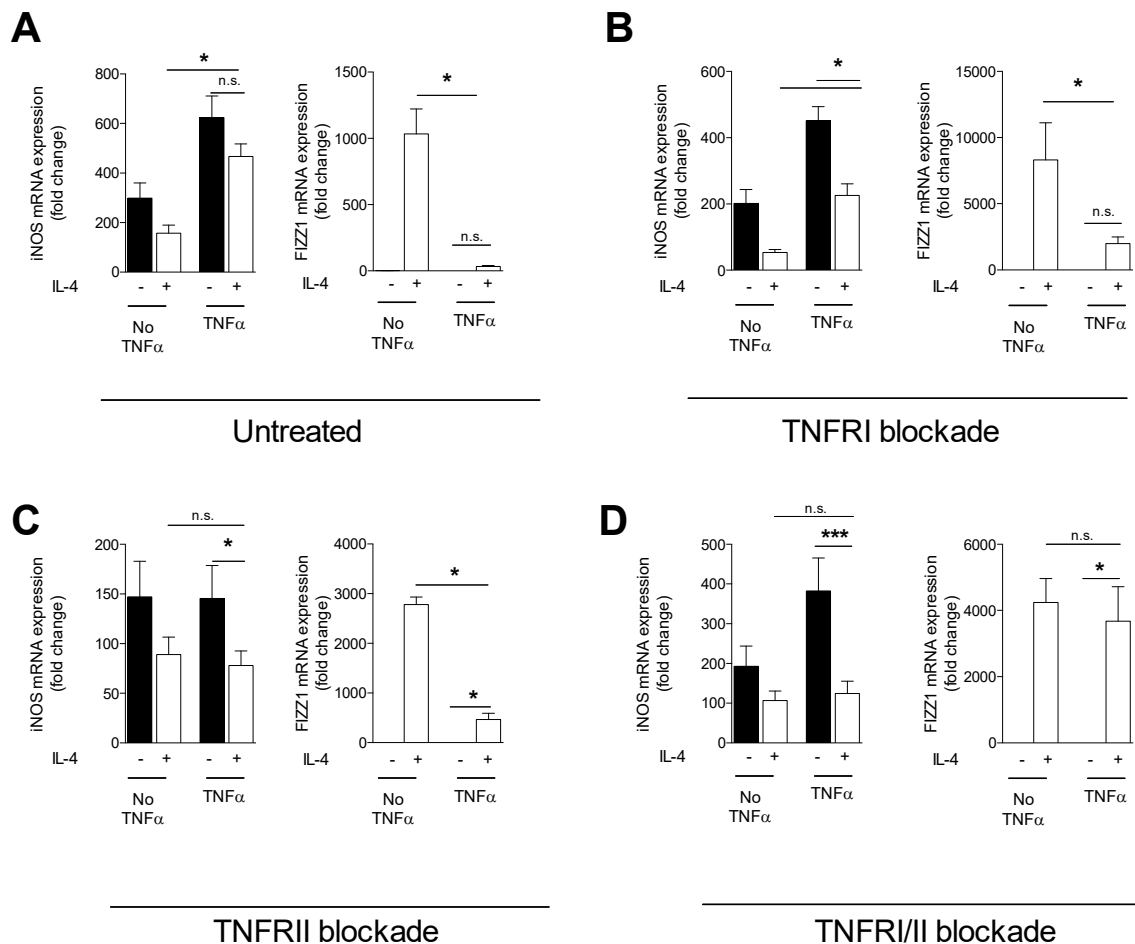 A
*
n.s.
iNOS mRNA expression
(fold change)
800
600
400
200
0
IL-4
- + - +
No
TNFα
TNFα
*
n.s.
FIZZ1 mRNA expression
(fold change)
1500
1000
500
0
IL-4
- + - +
No
TNFα
TNFα
Untreated
B
*
iNOS mRNA expression
(fold change)
600
400
200
0
IL-4
- + - +
No
TNFα
TNFα
*
n.s.
FIZZ1 mRNA expression
(fold change)
15000
10000
5000
0
IL-4
- + - +
No
TNFα
TNFα
TNFRI blockade
C
n.s.
*
iNOS mRNA expression
(fold change)
200
150
100
50
0
IL-4
- + - +
No
TNFα
TNFα
*
*
FIZZ1 mRNA expression
(fold change)
4000
3000
2000
1000
0
IL-4
- + - +
No
TNFα
TNFα
TNFRII blockade
D
n.s.
***
iNOS mRNA expression
(fold change)
500
400
300
200
100
0
IL-4
- + - +
No
TNFα
TNFα
n.s.
*
FIZZ1 mRNA expression
(fold change)
6000
4000
2000
0
IL-4
- + - +
No
TNFα
TNFα
TNFRI/II blockade